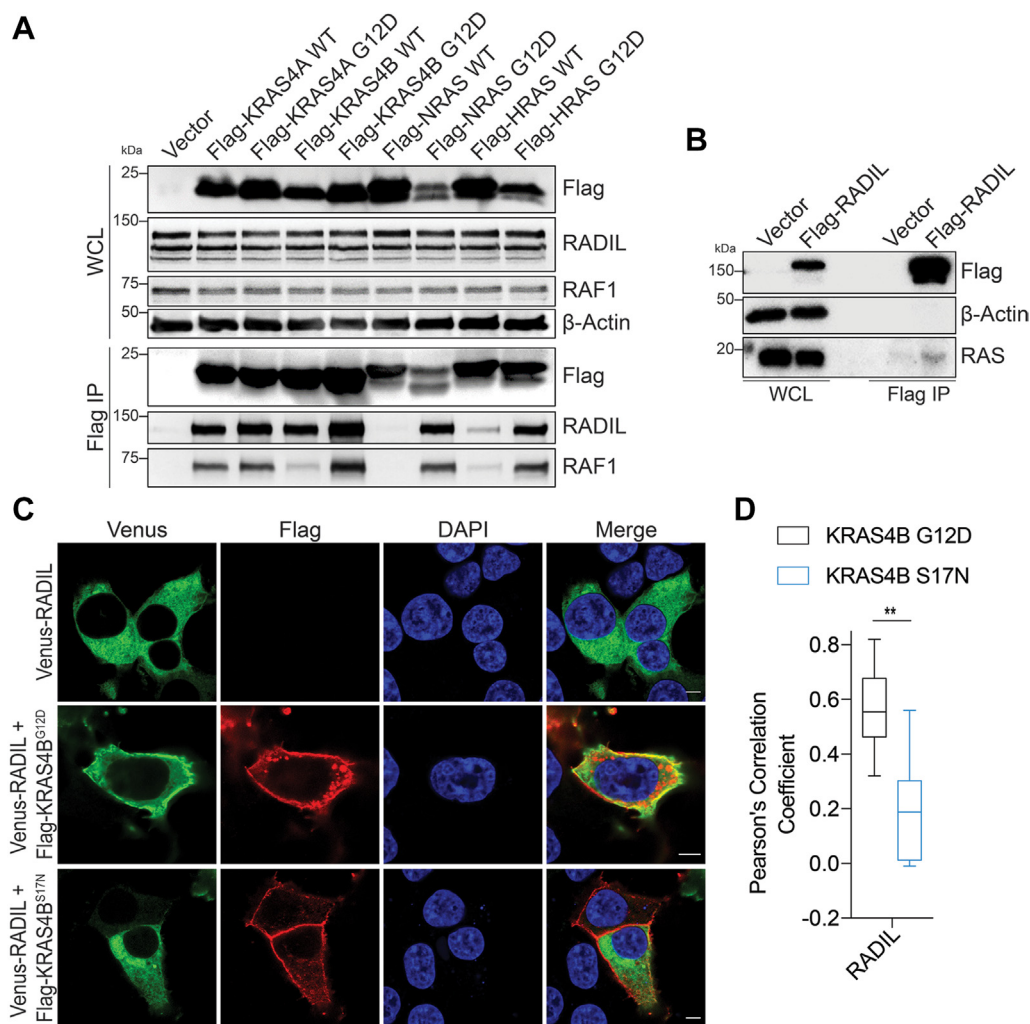 A
Vector
Flag-KRAS4A WT
Flag-KRAS4A G12D
Flag-KRAS4B WT
Flag-KRAS4B G12D
Flag-NRAS WT
Flag-NRAS G12D
Flag-HRAS WT
Flag-HRAS G12D
kDa
WCL
25
Flag
150
RADIL
75
RAF1
50
β-Actin
Flag IP
25
Flag
150
RADIL
75
RAF1
B
Vector
Flag-RADIL
Vector
Flag-RADIL
kDa
150
Flag
50
β-Actin
20
RAS
WCL
Flag IP
C
Venus
Flag
DAPI
Merge
Venus-RADIL
Venus-RADIL +
Flag-KRAS4BG12D
Venus-RADIL +
Flag-KRAS4BS17N
D
KRAS4B G12D
KRAS4B S17N
**
Pearson's Correlation
Coefficient
0.8
0.6
0.4
0.2
0.0
-0.2
RADIL